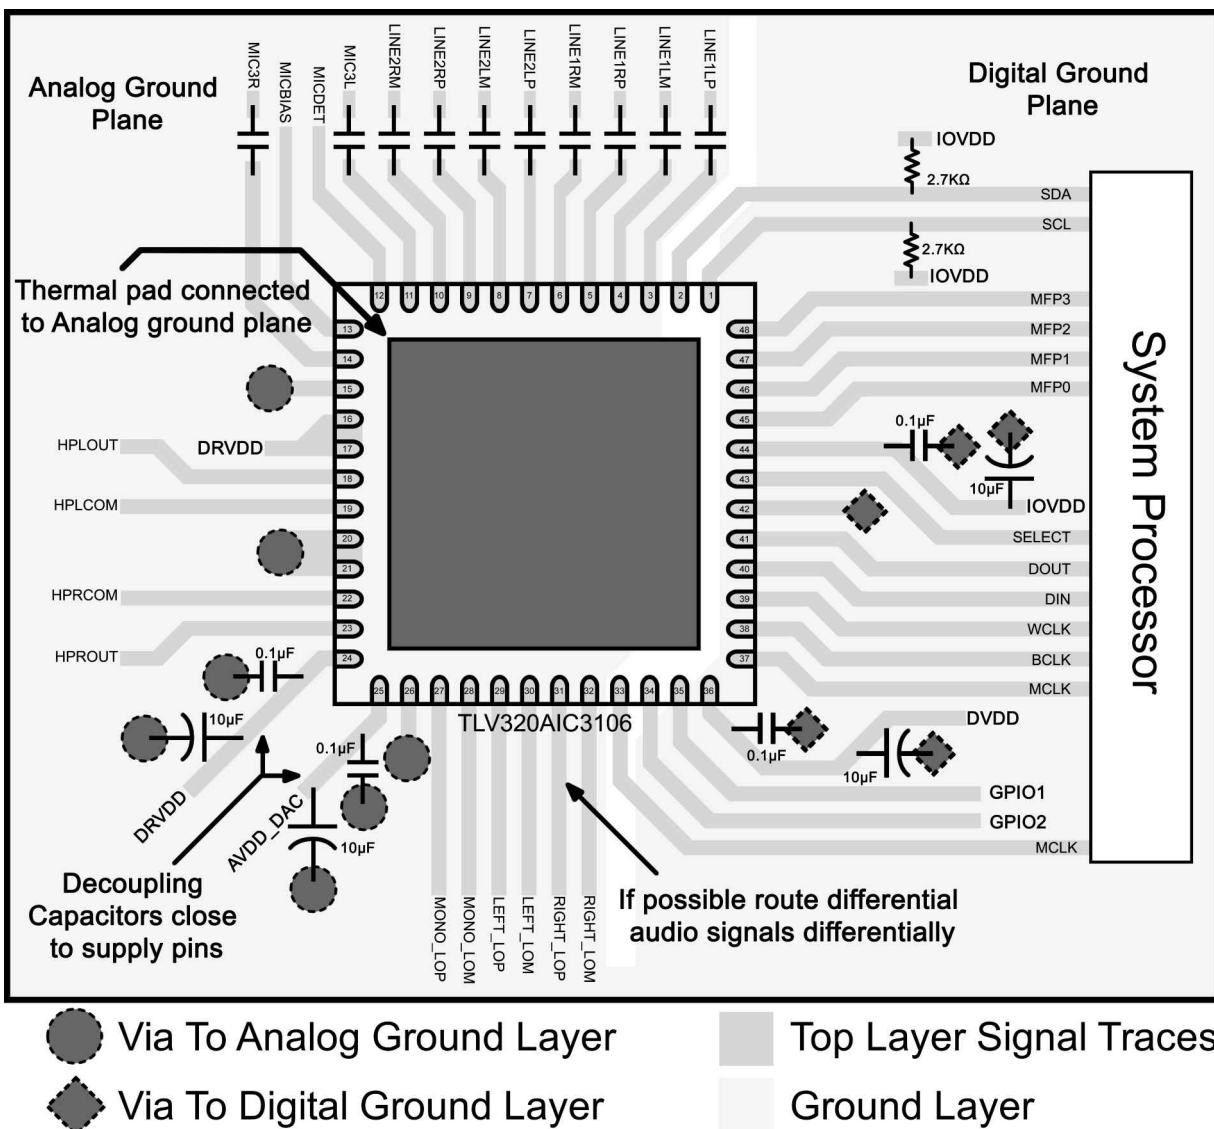 MIC3R
MICBIAS
MICDET
MIC3L
LINE2RM
LINE2RP
LINE2LM
LINE2LP
LINE1RM
LINE1RP
LINE1LM
LINE1LP
Analog Ground
Plane
Digital Ground
Plane
IOVDD
2.7KΩ
SDA
SCL
2.7KΩ
IOVDD
Thermal pad connected
to Analog ground plane
12
11
10
9
8
7
6
5
4
3
2
1
13
14
15
16
17
18
19
20
21
22
23
24
48
47
46
45
44
43
42
41
40
39
38
37
25
26
27
28
29
30
31
32
33
34
35
36
MFP3
MFP2
MFP1
MFP0
0.1µF
10µF
IOVDD
SELECT
DOUT
DIN
WCLK
BCLK
MCLK
System Processor
HPLOUT
DRVDD
HPLCOM
HPRCOM
HPROUT
0.1µF
10µF
TLV320AIC3106
DVDD
0.1µF
10µF
GPIO1
GPIO2
MCLK
0.1µF
10µF
DRVDD
AVDD_DAC
Decoupling
Capacitors close
to supply pins
MONO_LOP
MONO_LOM
LEFT_LOP
LEFT_LOM
RIGHT_LOP
RIGHT_LOM
If possible route differential
audio signals differentially
Via To Analog Ground Layer
Top Layer Signal Traces
Via To Digital Ground Layer
Ground Layer